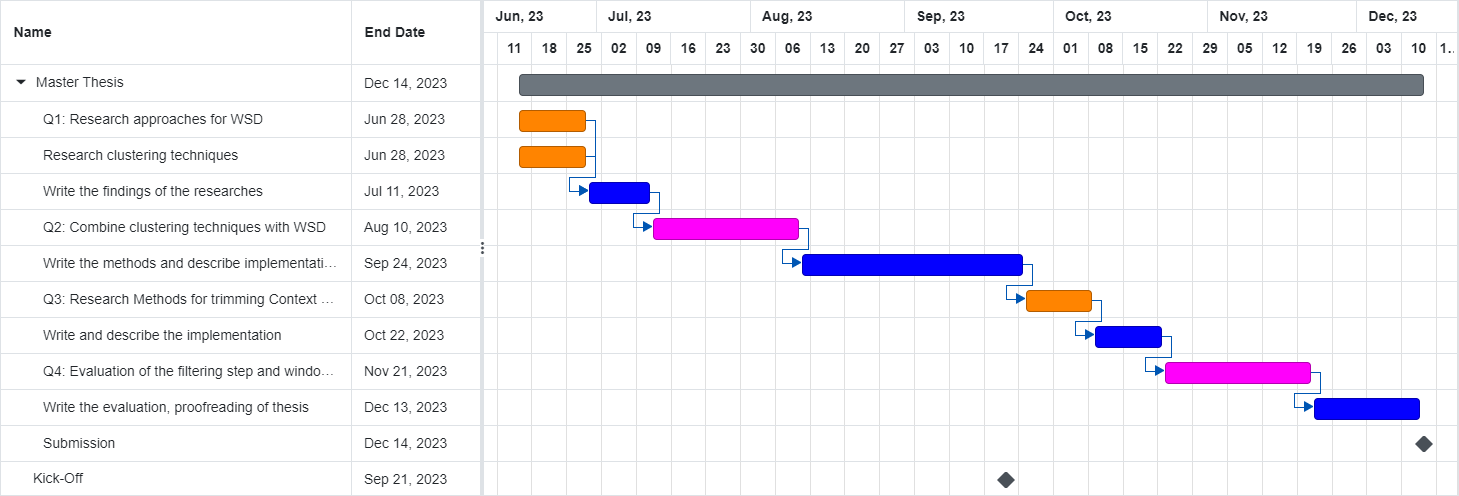 Name End Date Jun, 23 Jul, 23 Aug, 23 Sep, 23 Oct, 23 Nov, 23 Dec, 23
11 18 25 02 09 16 23 30 06 13 20 27 03 10 17 24 01 08 15 22 29 05 12 19 26 03 10 1...
Master Thesis Dec 14, 2023
Q1: Research approaches for WSD Jun 28, 2023
Research clustering techniques Jun 28, 2023
Write the findings of the researches Jul 11, 2023
Q2: Combine clustering techniques with WSD Aug 10, 2023
Write the methods and describe implementati... Sep 24, 2023
Q3: Research Methods for trimming Context ... Oct 08, 2023
Write and describe the implementation Oct 22, 2023
Q4: Evaluation of the filtering step and windo... Nov 21, 2023
Write the evaluation, proofreading of thesis Dec 13, 2023
Submission Dec 14, 2023
Kick-Off Sep 21, 2023